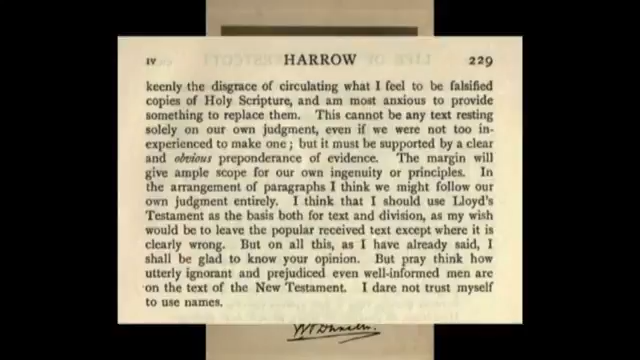 IV HARROW 229
keenly the disgrace of circulating what I feel to be falsified
copies of Holy Scripture, and am most anxious to provide
something to replace them. This cannot be any text resting
solely on our own judgment, even if we were not too in-
experienced to make one; but it must be supported by a clear
and obvious preponderance of evidence. The margin will
give ample scope for our own ingenuity or principles. In
the arrangement of paragraphs I think we might follow our
own judgment entirely. I think that I should use Lloyd's
Testament as the basis both for text and division, as my wish
would be to leave the popular received text except where it is
clearly wrong. But on all this, as I have already said, I
shall be glad to know your opinion. But pray think how
utterly ignorant and prejudiced even well-informed men are
on the text of the New Testament. I dare not trust myself
to use names.